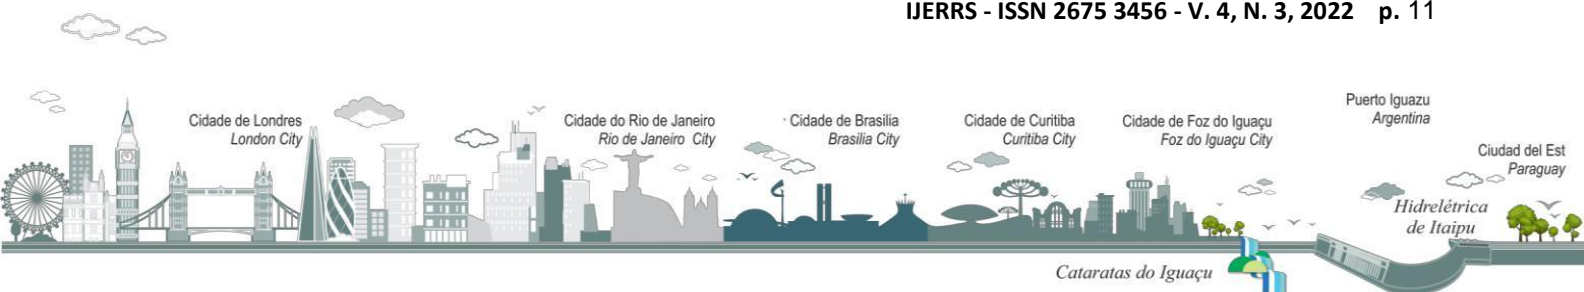 IJERRS - ISSN 2675 3456 - V. 4, N. 3, 2022 p. 11
Cidade de Londres
London City
Cidade do Rio de Janeiro
Rio de Janeiro City
Cidade de Brasilia
Brasilia City
Cidade de Curitiba
Curitiba City
Cidade de Foz do Iguaçu
Foz do Iguaçu City
Puerto Iguazu
Argentina
Ciudad del Est
Paraguay
Hidrelétrica
de Itaipu
Cataratas do Iguaçu